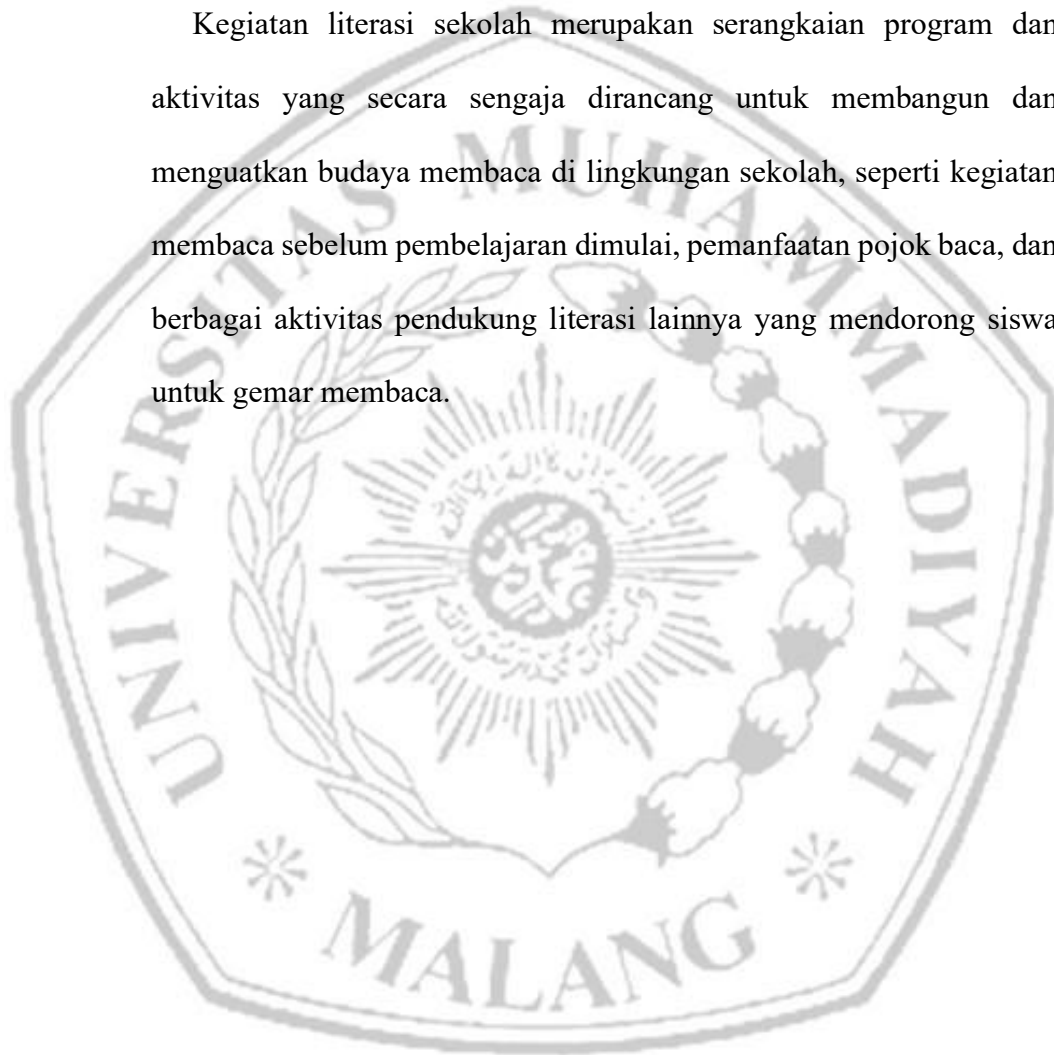 Kegiatan literasi sekolah merupakan serangkaian program dan
aktivitas yang secara sengaja dirancang untuk membangun dan
menguatkan budaya membaca di lingkungan sekolah, seperti kegiatan
membaca sebelum pembelajaran dimulai, pemanfaatan pojok baca, dan
berbagai aktivitas pendukung literasi lainnya yang mendorong siswa
untuk gemar membaca.
UNIVERSITAS MUHAMMADIYAH
MALANG